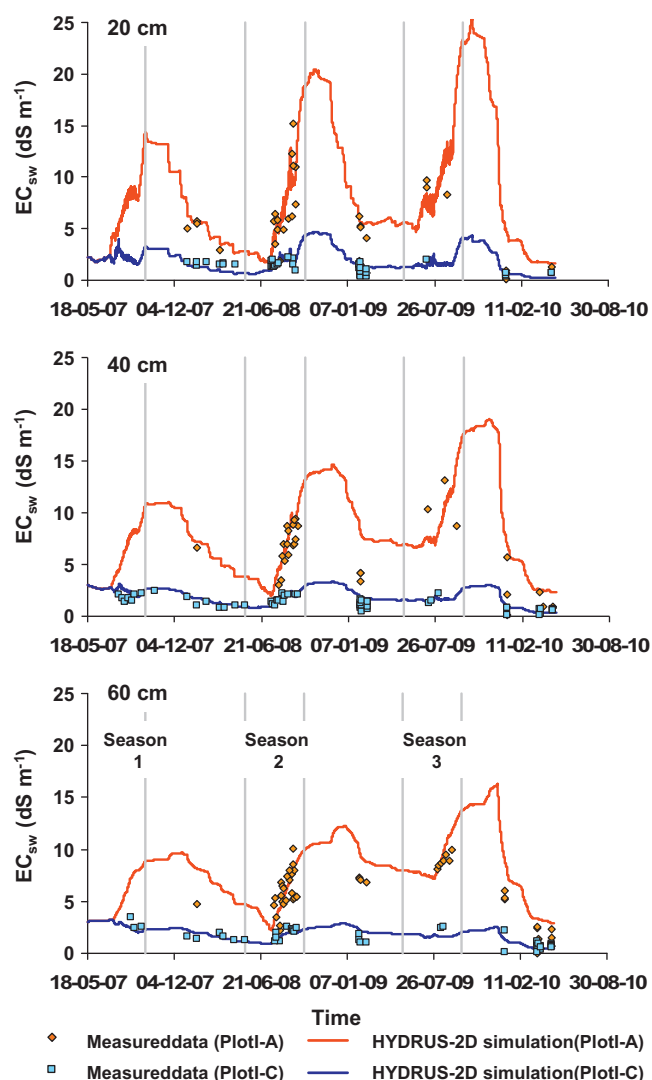 20 cm
25
20
15
10
5
0
ECsw (dS m-1)
18-05-07 04-12-07 21-06-08 07-01-09 26-07-09 11-02-10 30-08-10
40 cm
25
20
15
10
5
0
ECsw (dS m-1)
18-05-07 04-12-07 21-06-08 07-01-09 26-07-09 11-02-10 30-08-10
60 cm
25
20
15
10
5
0
ECsw (dS m-1)
Season 1
Season 2
Season 3
18-05-07 04-12-07 21-06-08 07-01-09 26-07-09 11-02-10 30-08-10
Time
Measureddata (PlotI-A) HYDRUS-2D simulation(PlotI-A)
Measureddata (PlotI-C) HYDRUS-2D simulation(PlotI-C)